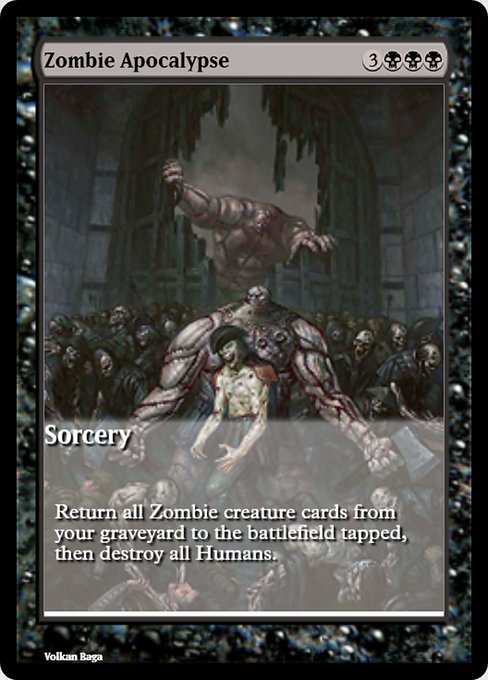 Zombie Apocalypse 3
Sorcery
Return all Zombie creature cards from
your graveyard to the battlefield tapped,
then destroy all Humans.
Volkan Baga